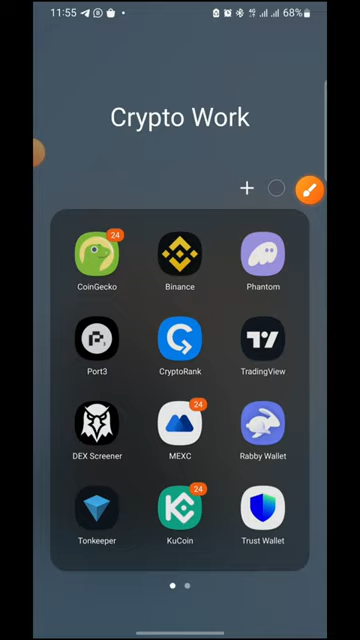 11:55
4G
68%
Crypto Work
24
CoinGecko
Binance
Phantom
Port3
CryptoRank
TradingView
24
DEX Screener
MEXC
Rabby Wallet
24
Tonkeeper
KuCoin
Trust Wallet